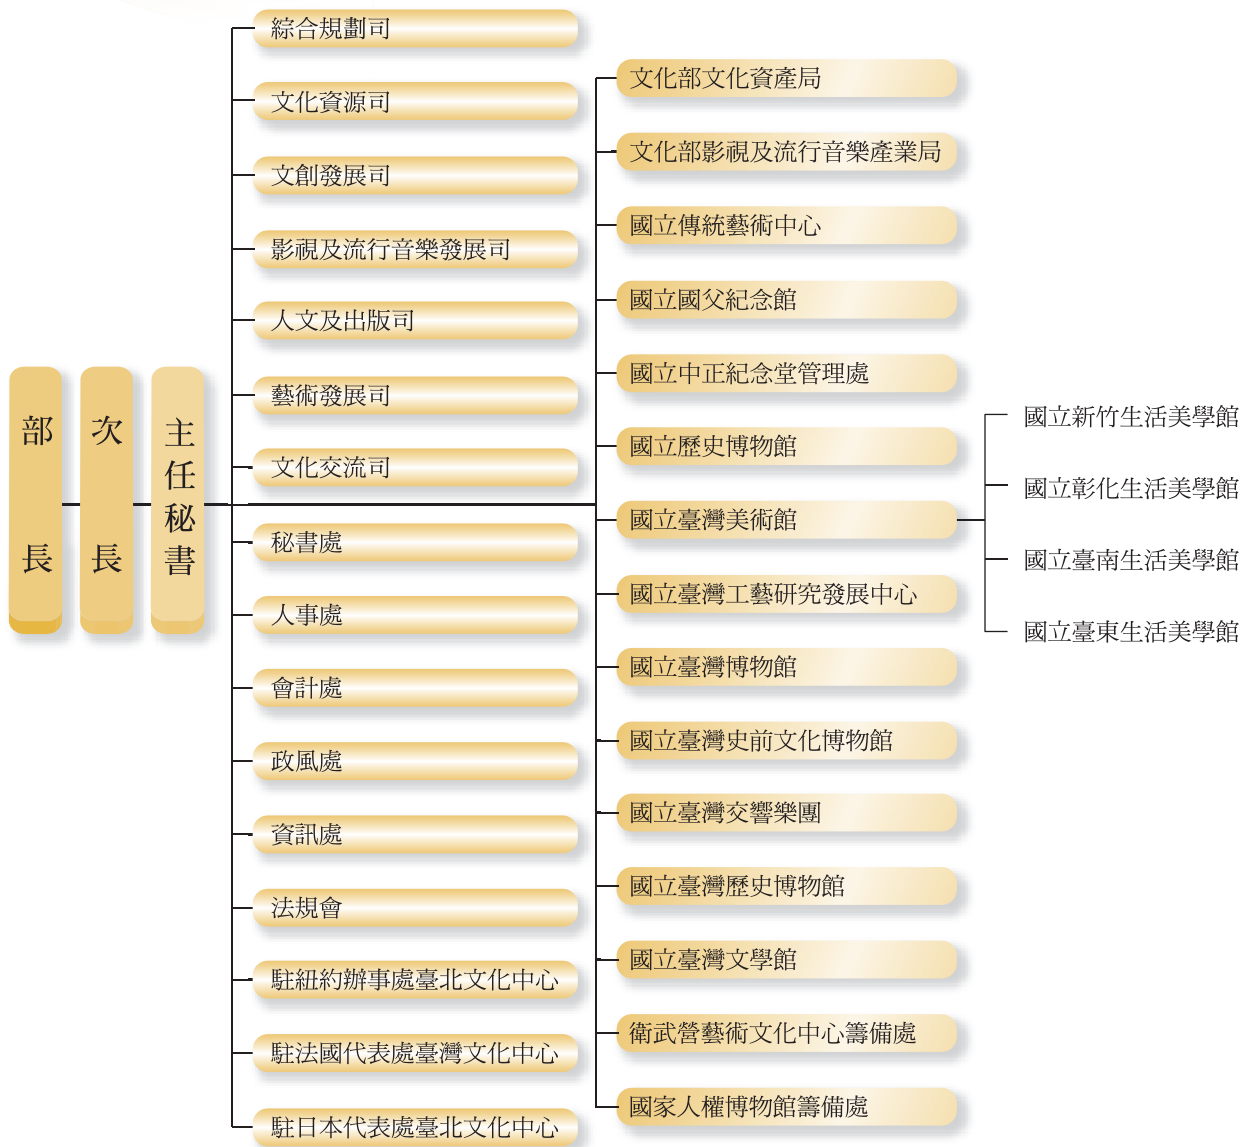 部長
次長
主任秘書
綜合規劃司
文化資源司
文創發展司
影視及流行音樂發展司
人文及出版司
藝術發展司
文化交流司
秘書處
人事處
會計處
政風處
資訊處
法規會
駐紐約辦事處臺北文化中心
駐法國代表處臺灣文化中心
駐日本代表處臺北文化中心
文化部文化資產局
文化部影視及流行音樂產業局
國立傳統藝術中心
國立國父紀念館
國立中正紀念堂管理處
國立歷史博物館
國立臺灣美術館
國立臺灣工藝研究發展中心
國立臺灣博物館
國立臺灣史前文化博物館
國立臺灣交響樂團
國立臺灣歷史博物館
國立臺灣文學館
衛武營藝術文化中心籌備處
國家人權博物館籌備處
國立新竹生活美學館
國立彰化生活美學館
國立臺南生活美學館
國立臺東生活美學館